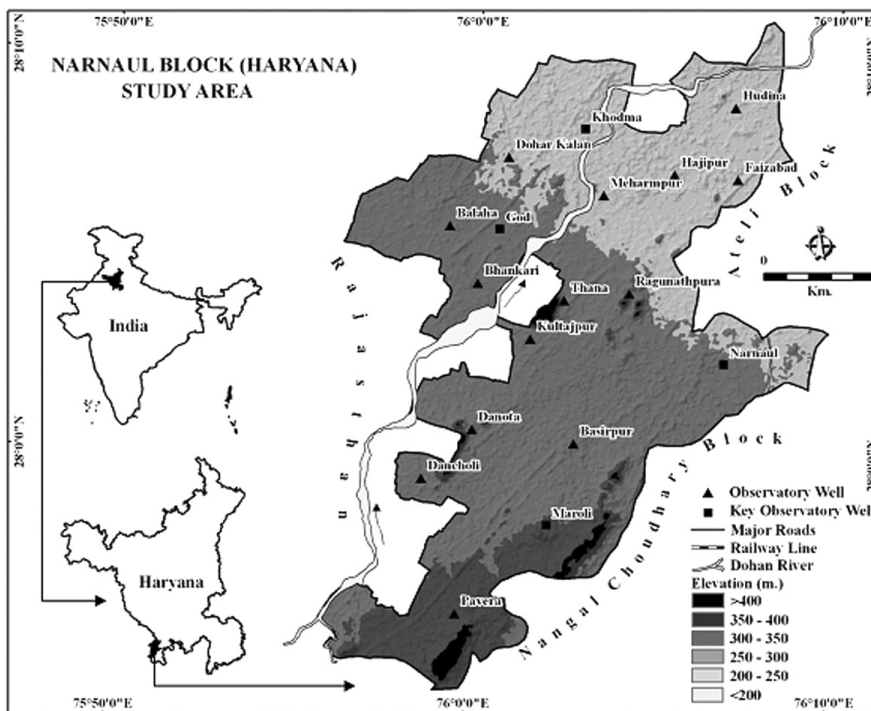 75°50'0"E
76°0'0"E
76°10'0"E
28°10'0"N
NARNAUL BLOCK (HARYANA)
STUDY AREA
Hudina
Khodma
Dohar Kalan
Hajipur
Faizabad
Meharmpur
Balaha
God
Ateli Block
Rajasthan
Bhankari
Thana
Ragunathpura
0
Km.
India
Kultajpur
Narnaul
28°0'0"N
Danota
Basirpur
Dancholi
Nangal Choudhary Block
Maroli
Haryana
Pavera
Observatory Well
Key Observatory Well
Major Roads
Railway Line
Dohan River
Elevation (m.)
>400
350 - 400
300 - 350
250 - 300
200 - 250
<200
75°50'0"E
76°0'0"E
76°10'0"E